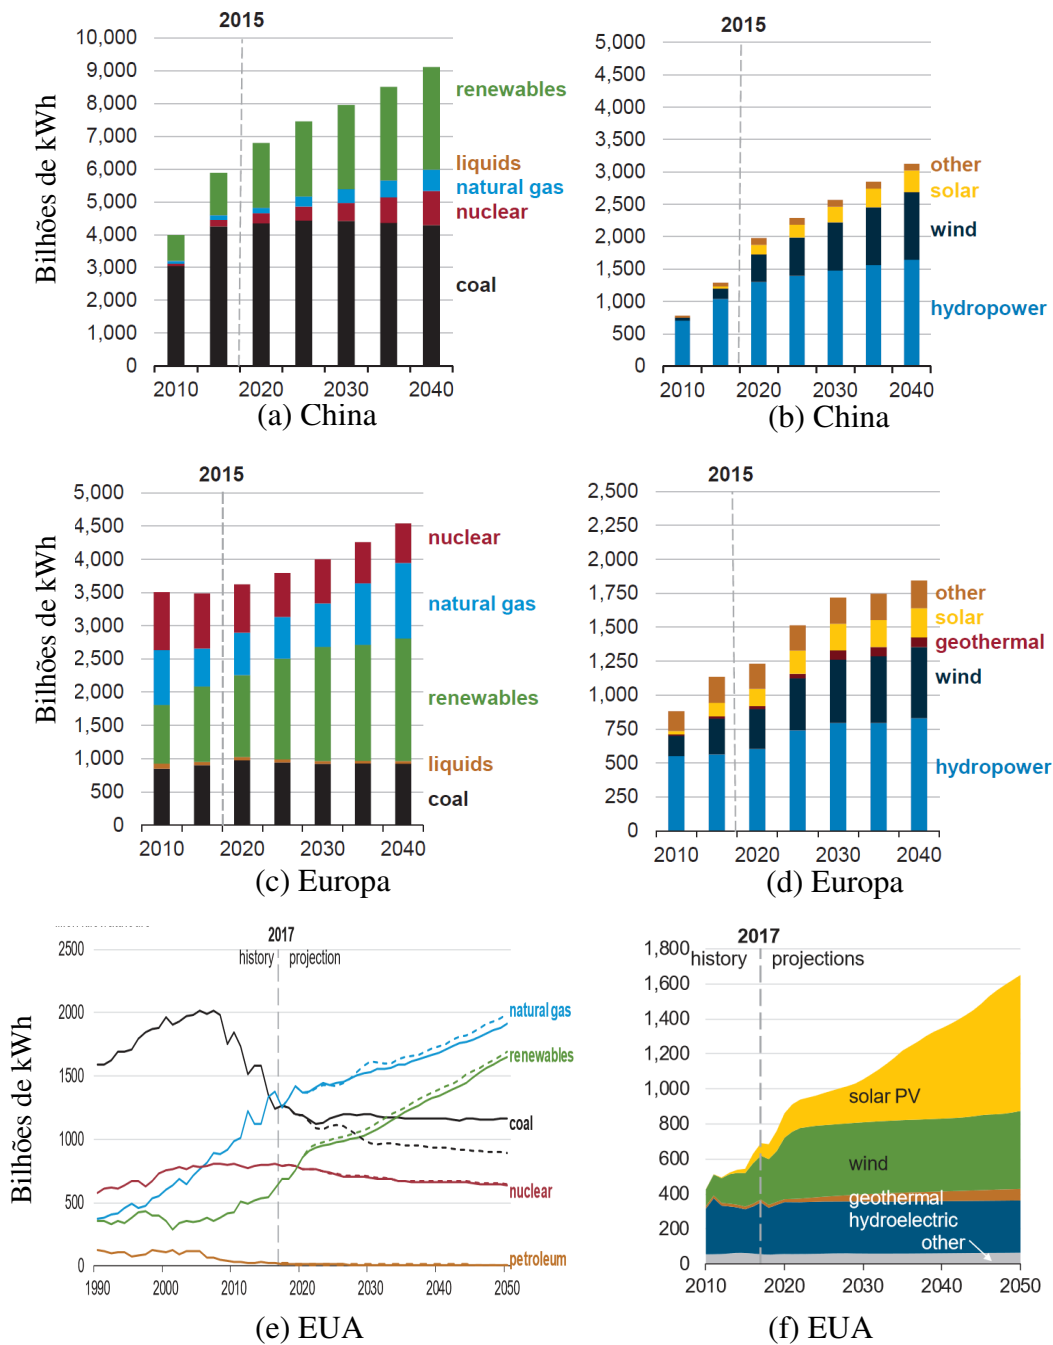 2015
10,000
9,000
8,000
7,000
6,000
5,000
4,000
3,000
2,000
1,000
0
Bilhões de kWh
renewables
liquids
natural gas
nuclear
coal
2010 2020 2030 2040
(a) China
2015
5,000
4,500
4,000
3,500
3,000
2,500
2,000
1,500
1,000
500
0
other
solar
wind
hydropower
2010 2020 2030 2040
(b) China
2015
5,000
4,500
4,000
3,500
3,000
2,500
2,000
1,500
1,000
500
0
Bilhões de kWh
nuclear
natural gas
renewables
liquids
coal
2010 2020 2030 2040
(c) Europa
2015
2,500
2,250
2,000
1,750
1,500
1,250
1,000
750
500
250
0
other
solar
geothermal
wind
hydropower
2010 2020 2030 2040
(d) Europa
2017
history projection
2500
2000
1500
1000
500
0
Bilhões de kWh
natural gas
renewables
coal
nuclear
petroleum
1990 2000 2010 2020 2030 2040 2050
(e) EUA
2017
history projections
1,800
1,600
1,400
1,200
1,000
800
600
400
200
0
solar PV
wind
geothermal
hydroelectric
other
2010 2020 2030 2040 2050
(f) EUA